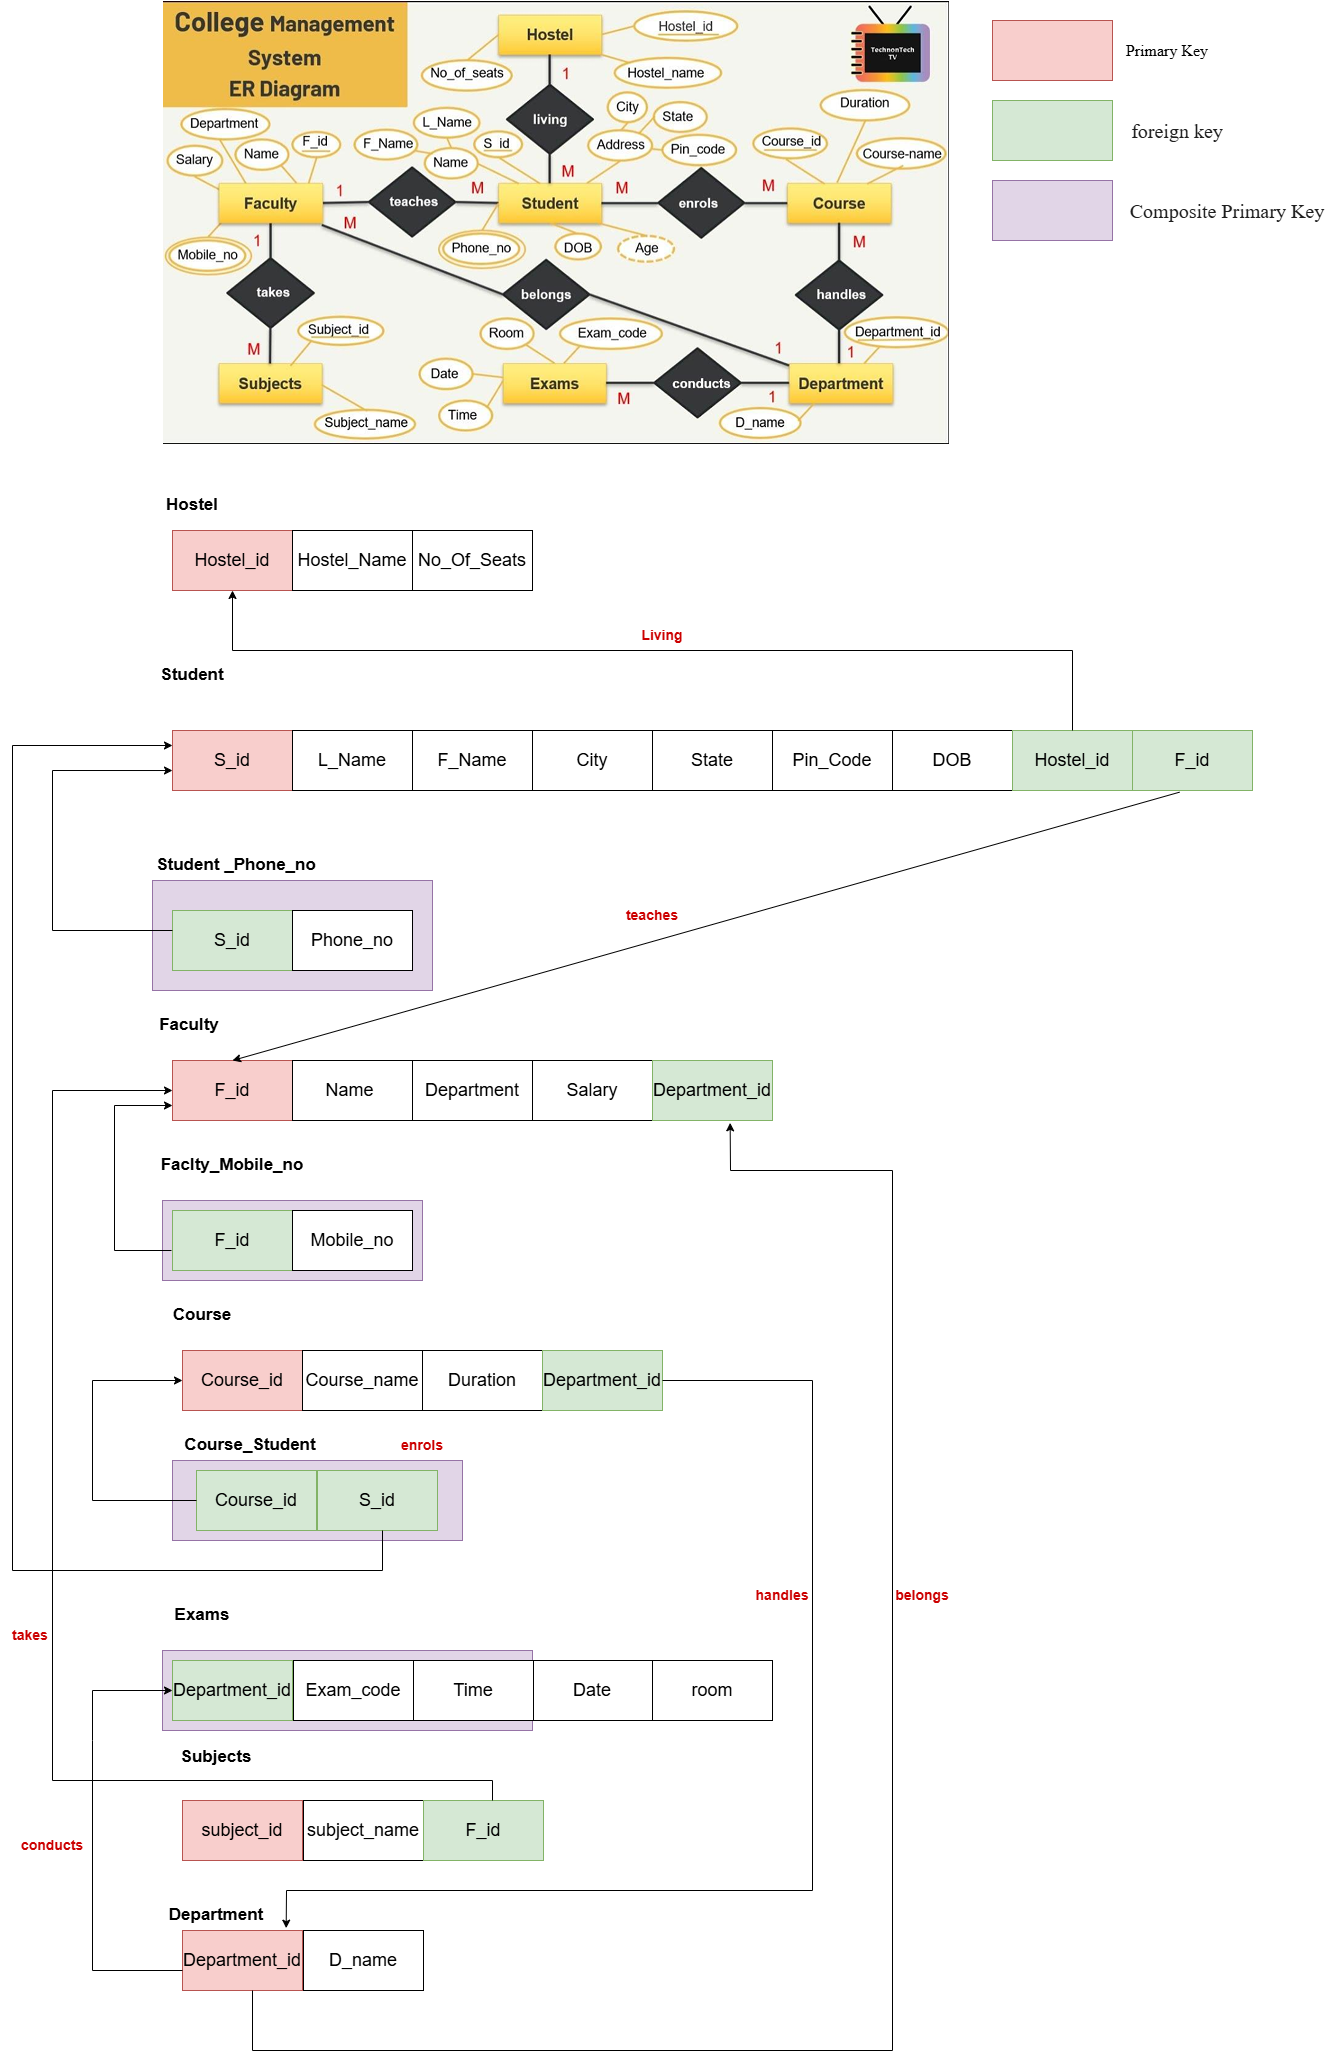 College Management
System
ER Diagram
Hostel
Hostel_id
No_of_seats
Hostel_name
1
living
M
TechnonTech
TV
Department
F_id
Name
Salary
Faculty
Mobile_no
1
teaches
M
L_Name
F_Name
S_id
Name
City
State
Address
Pin_code
Student
Phone_no
DOB
Age
M
enrols
M
Duration
Course_id
Course-name
Course
M
1
takes
M
M
belongs
1
handles
1
Subject_id
Subjects
Subject_name
Room
Exam_code
Date
Time
Exams
M
conducts
1
Department_id
Department
D_name
Primary Key
foreign key
Composite Primary Key
Hostel
Hostel_id Hostel_Name No_Of_Seats
Living
Student
S_id L_Name F_Name City State Pin_Code DOB Hostel_id F_id
Student _Phone_no
S_id Phone_no
teaches
Faculty
F_id Name Department Salary Department_id
Faclty_Mobile_no
F_id Mobile_no
Course
Course_id Course_name Duration Department_id
Course_Student enrols
Course_id S_id
handles belongs
Exams
takes
Department_id Exam_code Time Date room
Subjects
subject_id subject_name F_id
conducts
Department
Department_id D_name